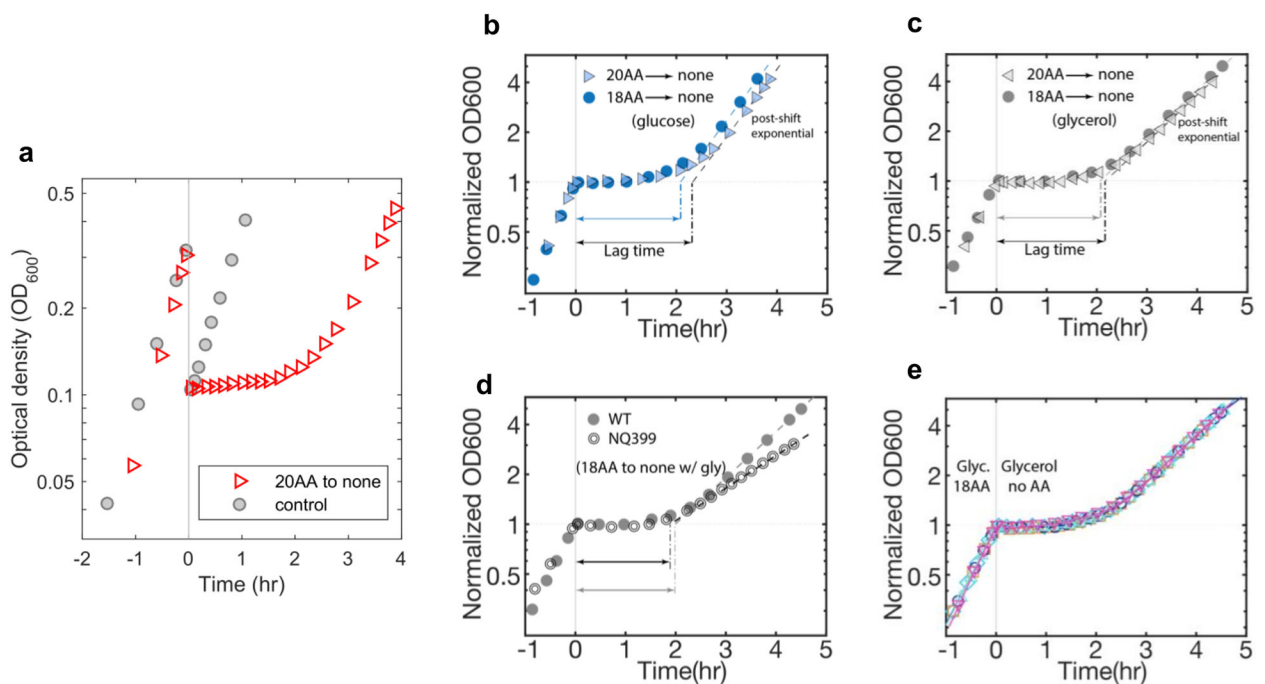 a
Optical density (OD600)
0.5
0.2
0.1
0.05
20AA to none
control
-2 -1 0 1 2 3 4
Time (hr)
b
Normalized OD600
4
2
1
0.5
20AA → none
18AA → none
(glucose)
post-shift
exponential
Lag time
-1 0 1 2 3 4 5
Time(hr)
c
Normalized OD600
4
2
1
0.5
20AA → none
18AA → none
(glycerol)
post-shift
exponential
Lag time
-1 0 1 2 3 4 5
Time(hr)
d
Normalized OD600
4
2
1
0.5
WT
NQ399
(18AA to none w/ gly)
-1 0 1 2 3 4 5
Time(hr)
e
Normalized OD600
4
2
1
0.5
Glyc. Glycerol
18AA no AA
-1 0 1 2 3 4 5
Time(hr)